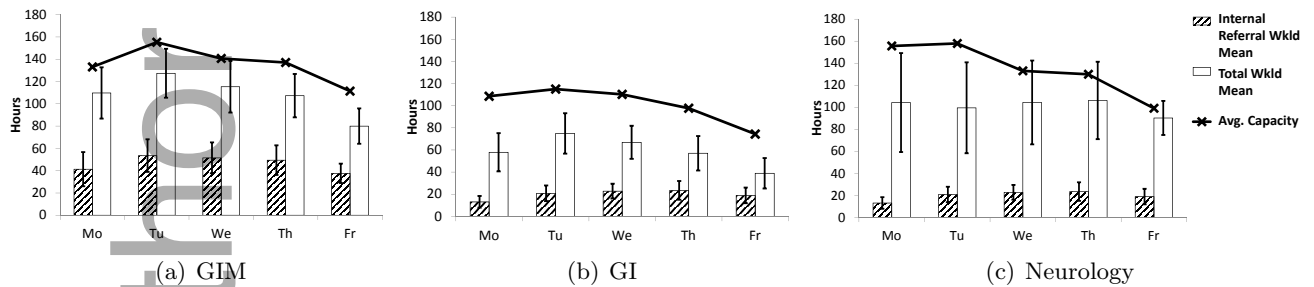 180
160
140
120
100
80
60
40
20
0
Hours
Mo Tu We Th Fr
(a) GIM
180
160
140
120
100
80
60
40
20
0
Hours
Mo Tu We Th Fr
(b) GI
180
160
140
120
100
80
60
40
20
0
Hours
Mo Tu We Th Fr
(c) Neurology
Internal
Referral Wkld
Mean
Total Wkld
Mean
Avg. Capacity